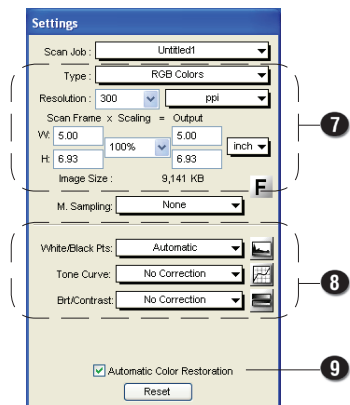 Settings
Scan Job : Untitled1
Type : RGB Colors
Resolution : 300 ppi
Scan Frame x Scaling = Output
W: 5.00 100% 5.00 inch
H: 6.93 6.93
Image Size : 9,141 KB
F
M. Sampling: None
White/Black Pts: Automatic
Tone Curve: No Correction
Brt/Contrast: No Correction
Automatic Color Restoration
Reset
7
8
9